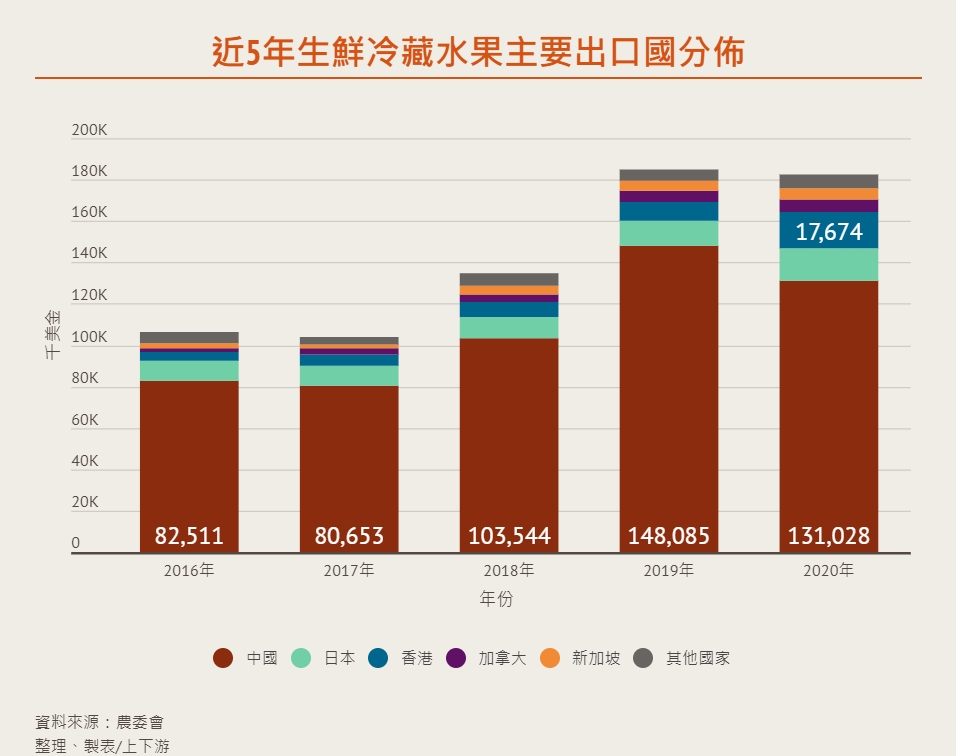 近5年生鮮冷藏水果主要出口國分佈
200K
180K
160K
140K
120K
100K
80K
60K
40K
20K
0
千美金
17,674
82,511
80,653
103,544
148,085
131,028
2016年
2017年
2018年
2019年
2020年
年份
中國 日本 香港 加拿大 新加坡 其他國家
資料來源：農委會
整理、製表/上下游